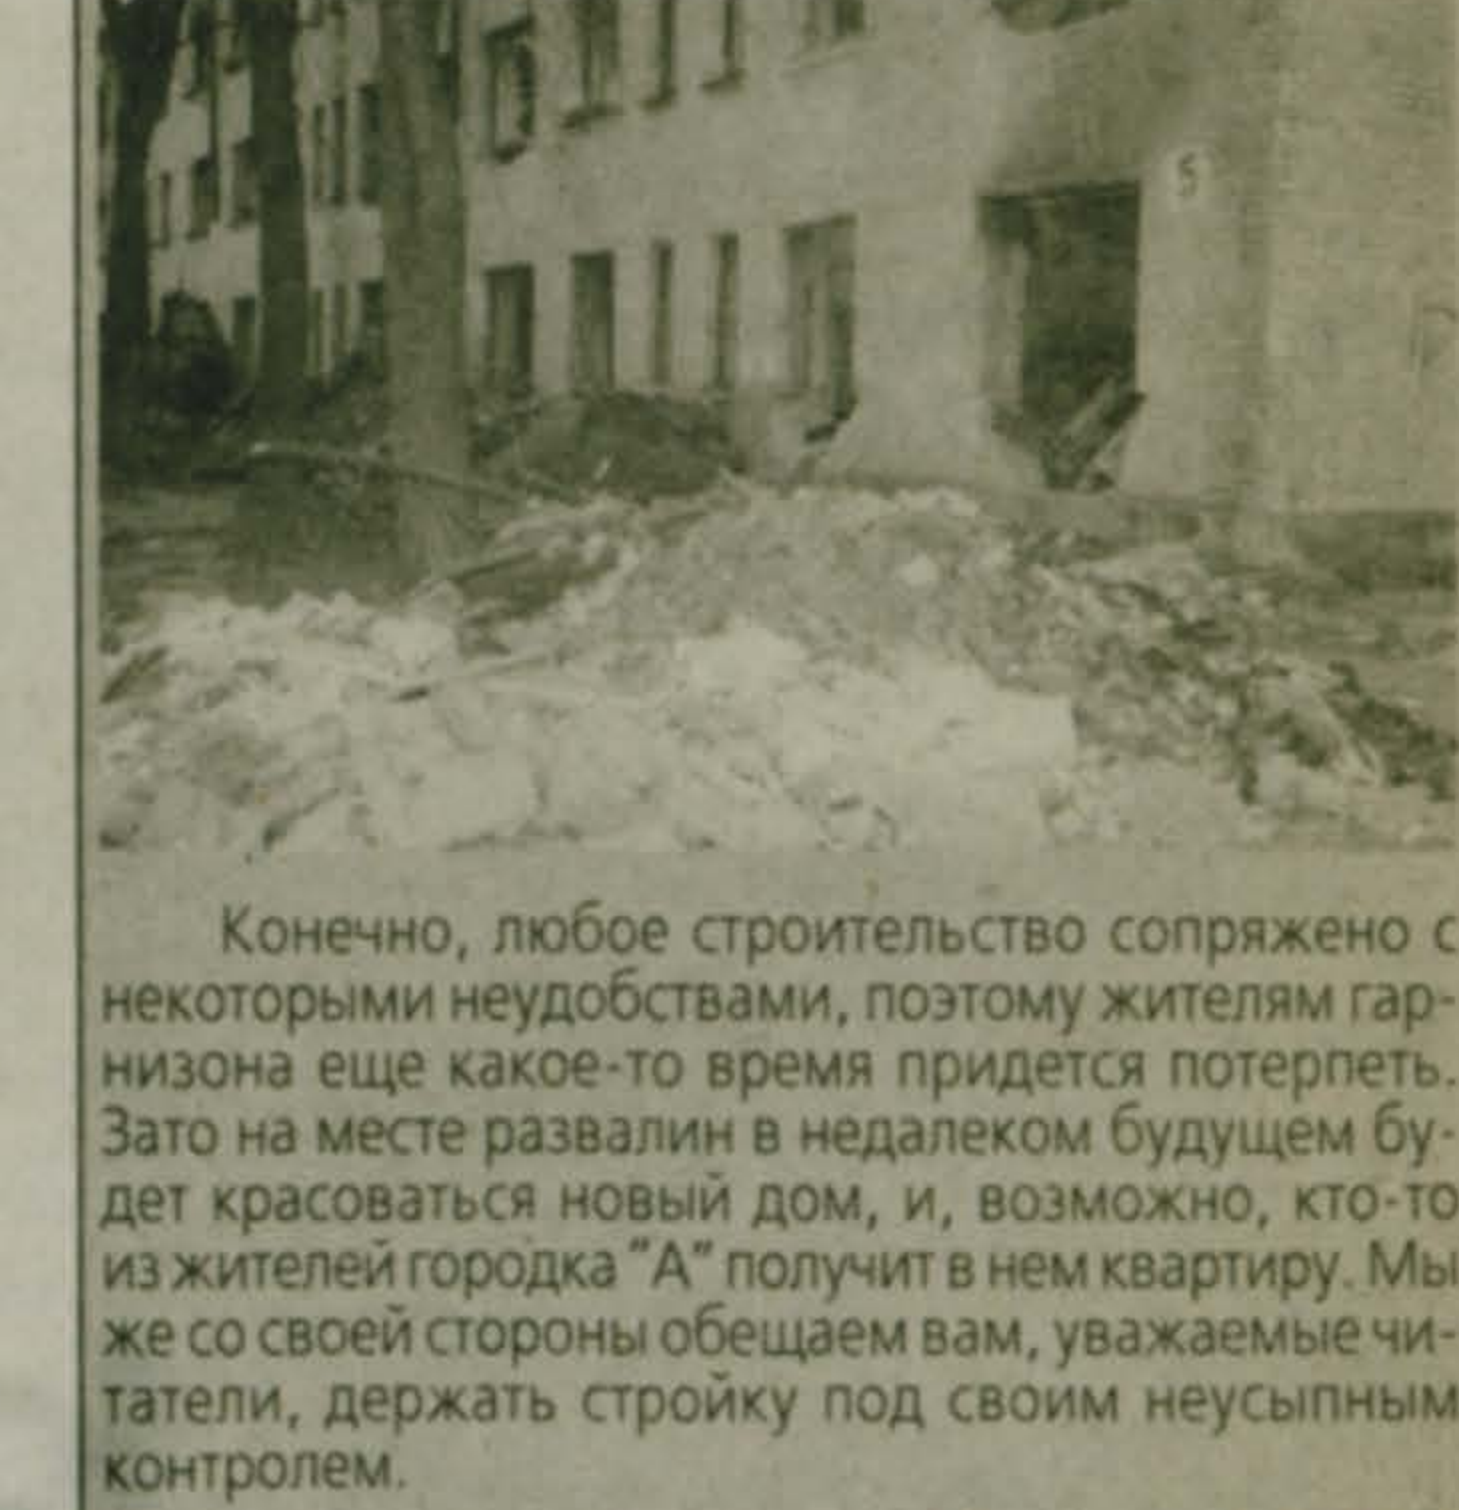 5
Конечно, любое строительство сопряжено с
некоторыми неудобствами, поэтому жителям гар-
низона еще какое-то время придется потерпеть.
Зато на месте развалин в недалеком будущем бу-
дет красоваться новый дом, и, возможно, кто-то
из жителей городка "А" получит в нем квартиру. Мы
же со своей стороны обещаем вам, уважаемые чи-
татели, держать стройку под своим неусыпным
контролем.